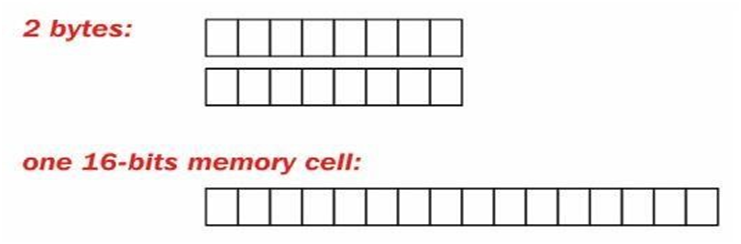 2 bytes:
one 16-bits memory cell: